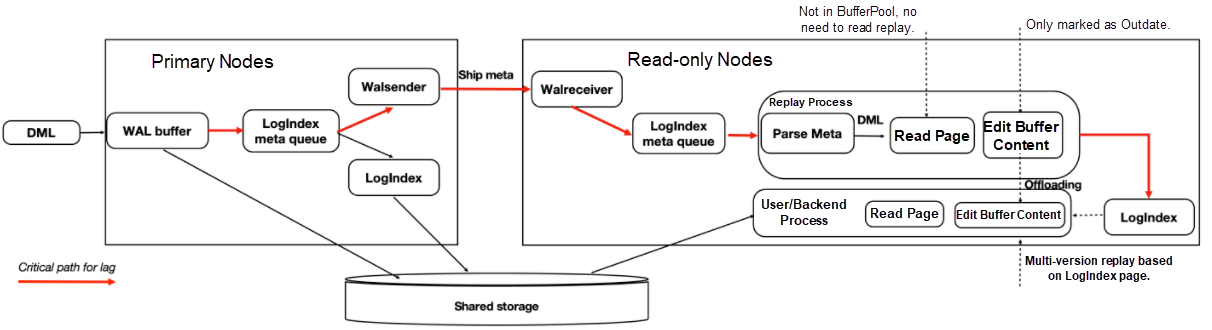 Not in BufferPool, no
need to read replay.
Only marked as Outdate.
Primary Nodes
Read-only Nodes
Ship meta
Walsender
Walreceiver
Replay Process
DML
WAL buffer
LogIndex
meta queue
LogIndex
meta queue
Parse Meta
DML
Read Page
Edit Buffer
Content
LogIndex
Offloading
User/Backend
Process
Read Page
Edit Buffer Content
LogIndex
Critical path for lag
Multi-version replay based
on LogIndex page.
Shared storage